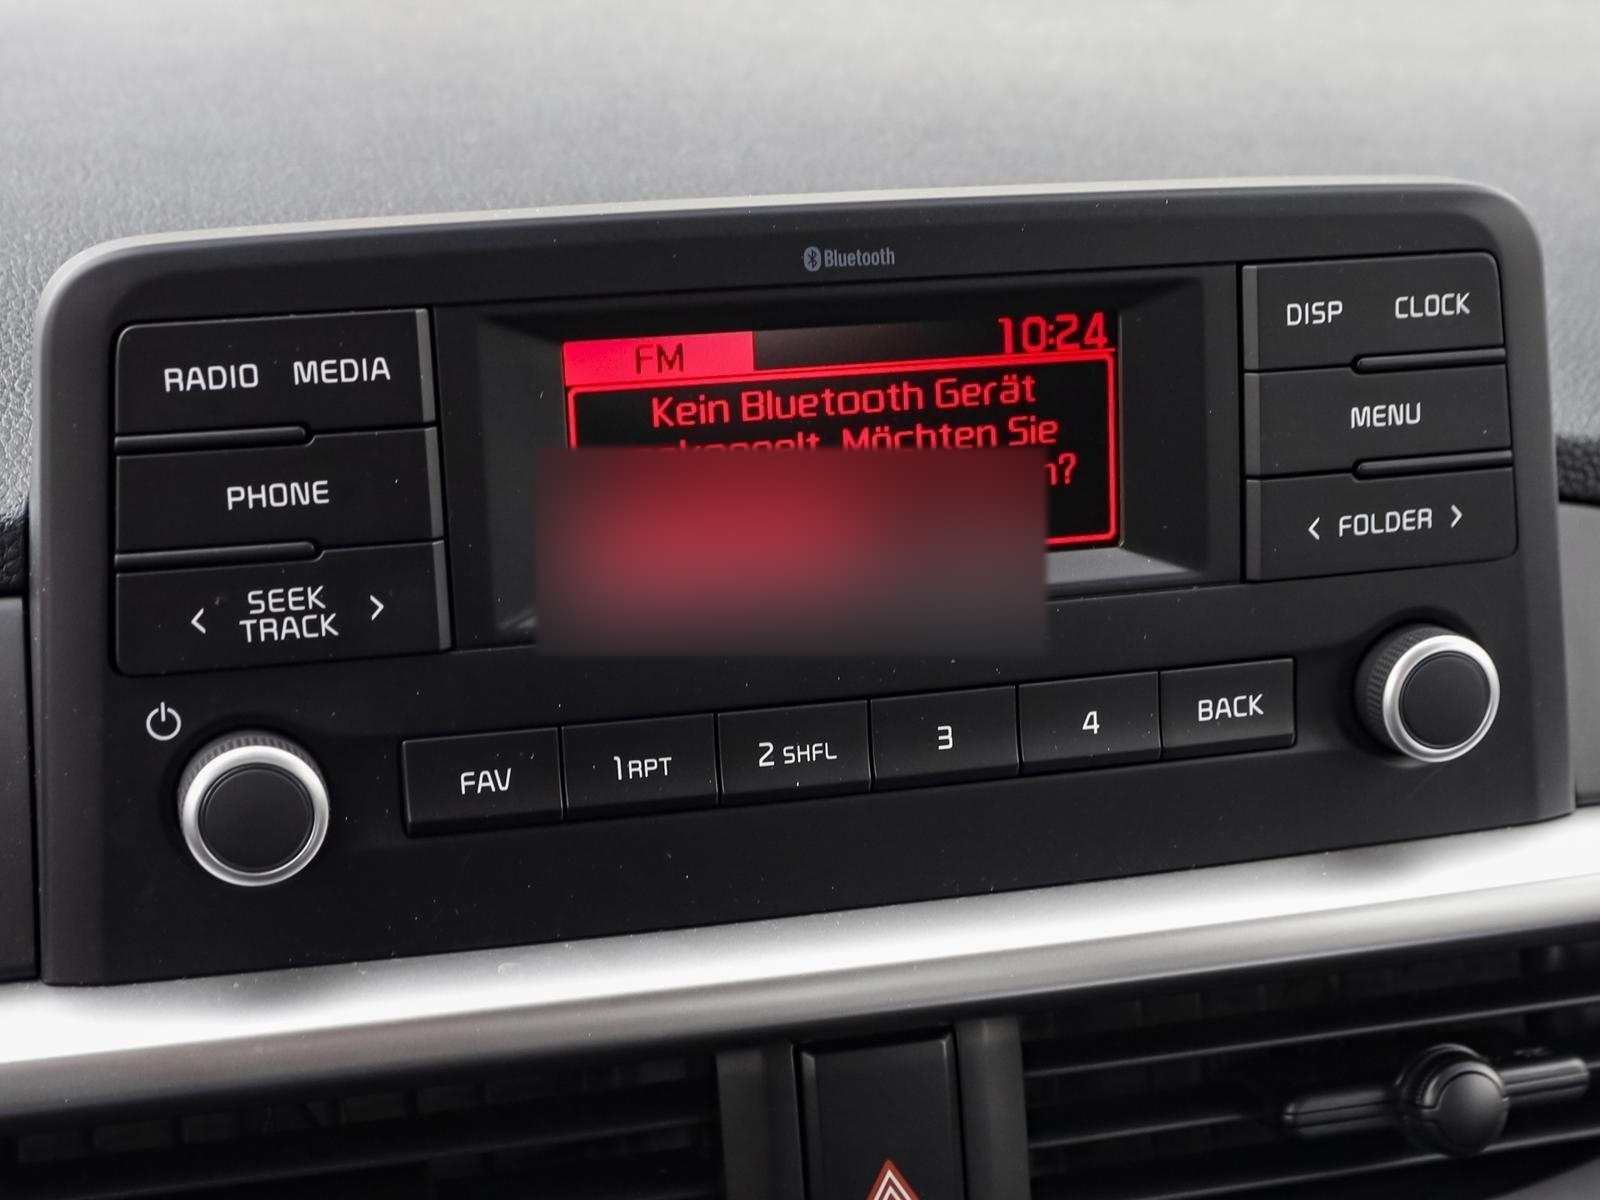 Bluetooth
RADIO MEDIA
PHONE
< SEEK TRACK >
FM 10:24
Kein Bluetooth Gerät
Möchten Sie
DISP CLOCK
MENU
< FOLDER >
FAV 1 RPT 2 SHFL 3 4 BACK